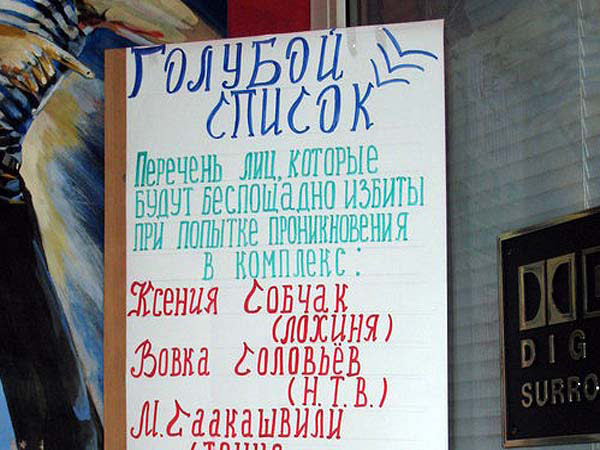 ГОЛУБОЙ
СПИСОК
ПЕРЕЧЕНЬ ЛИЦ, КОТОРЫЕ
БУДУТ БЕСПОЩАДНО ИЗБИТЫ
ПРИ ПОПЫТКЕ ПРОНИКНОВЕНИЯ
В КОМПЛЕКС:
КСЕНИЯ СОБЧАК
(ЛОХИНЯ)
ВОВКА СОЛОВЬЁВ
(Н.Т.В.)
М. СААКАШВИЛИ
DIG
SURRO